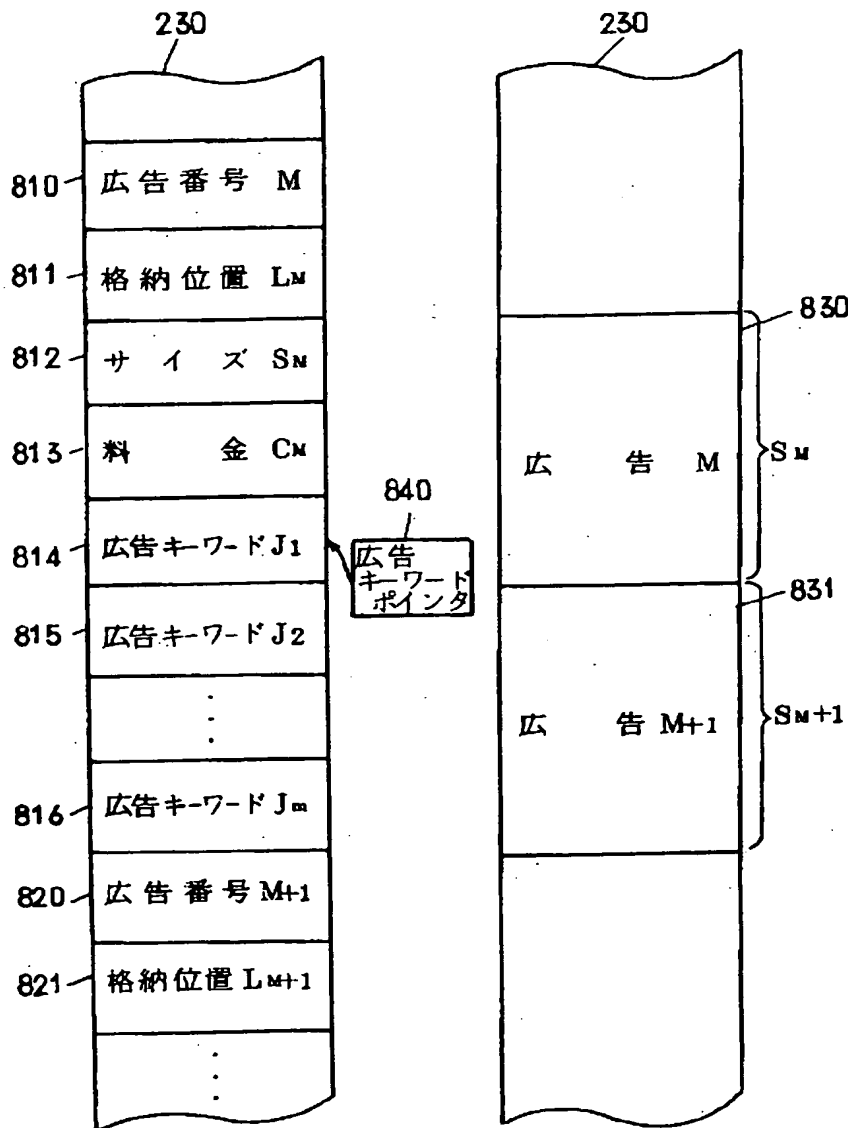 230
230
810
広告番号 M
811
格納位置 LM
812
サイズ SM
813
料金 CM
814
広告キーワード J1
815
広告キーワード J2
816
広告キーワード Jm
820
広告番号 M+1
821
格納位置 LM+1
840
広告
キーワード
ポインタ
830
広告 M
SM
831
広告 M+1
SM+1